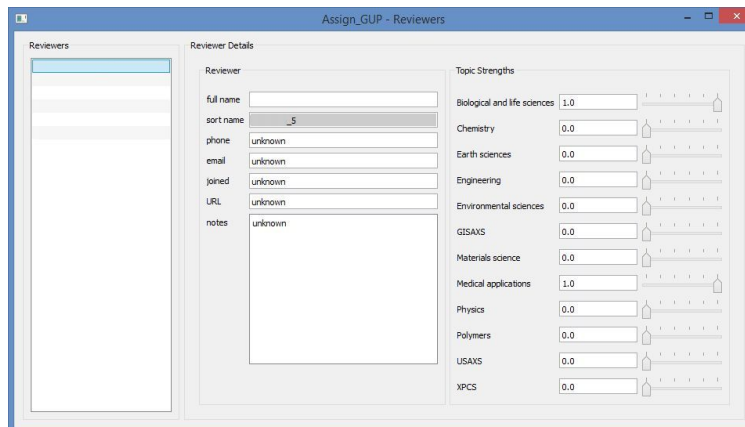 Assign_GUP - Reviewers
Reviewers
Reviewer Details
Reviewer
full name
sort name _5
phone unknown
email unknown
joined unknown
URL unknown
notes unknown
Topic Strengths
Biological and life sciences 1.0
Chemistry 0.0
Earth sciences 0.0
Engineering 0.0
Environmental sciences 0.0
GISAXS 0.0
Materials science 0.0
Medical applications 1.0
Physics 0.0
Polymers 0.0
USAXS 0.0
XPCS 0.0